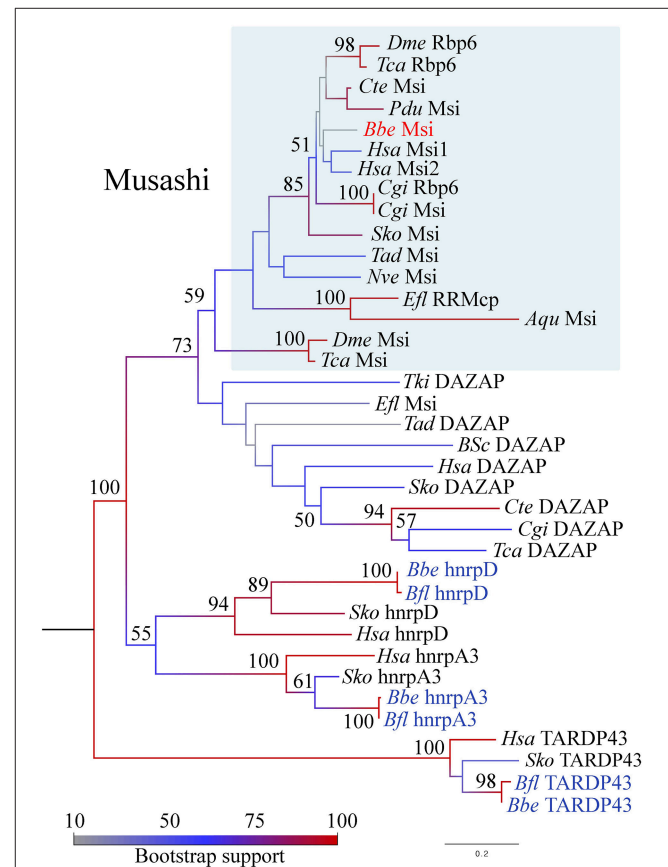 98
Dme Rbp6
Tca Rbp6
Cte Msi
Pdu Msi
Bbe Msi
51
Hsa Msi1
Hsa Msi2
Musashi
85
100
Cgi Rbp6
Cgi Msi
Sko Msi
Tad Msi
Nve Msi
59
100
Efl RRMcp
Aqu Msi
100
Dme Msi
Tca Msi
73
Tki DAZAP
Efl Msi
Tad DAZAP
BSc DAZAP
Hsa DAZAP
Sko DAZAP
100
50
94
Cte DAZAP
57
Cgi DAZAP
Tca DAZAP
100
Bbe hnrpD
Bfl hnrpD
89
94
Sko hnrpD
55
Hsa hnrpD
100
Hsa hnrpA3
61
Sko hnrpA3
Bbe hnrpA3
100
Bfl hnrpA3
100
Hsa TARDP43
Sko TARDP43
98
Bfl TARDP43
Bbe TARDP43
10 50 75 100
Bootstrap support
0.2